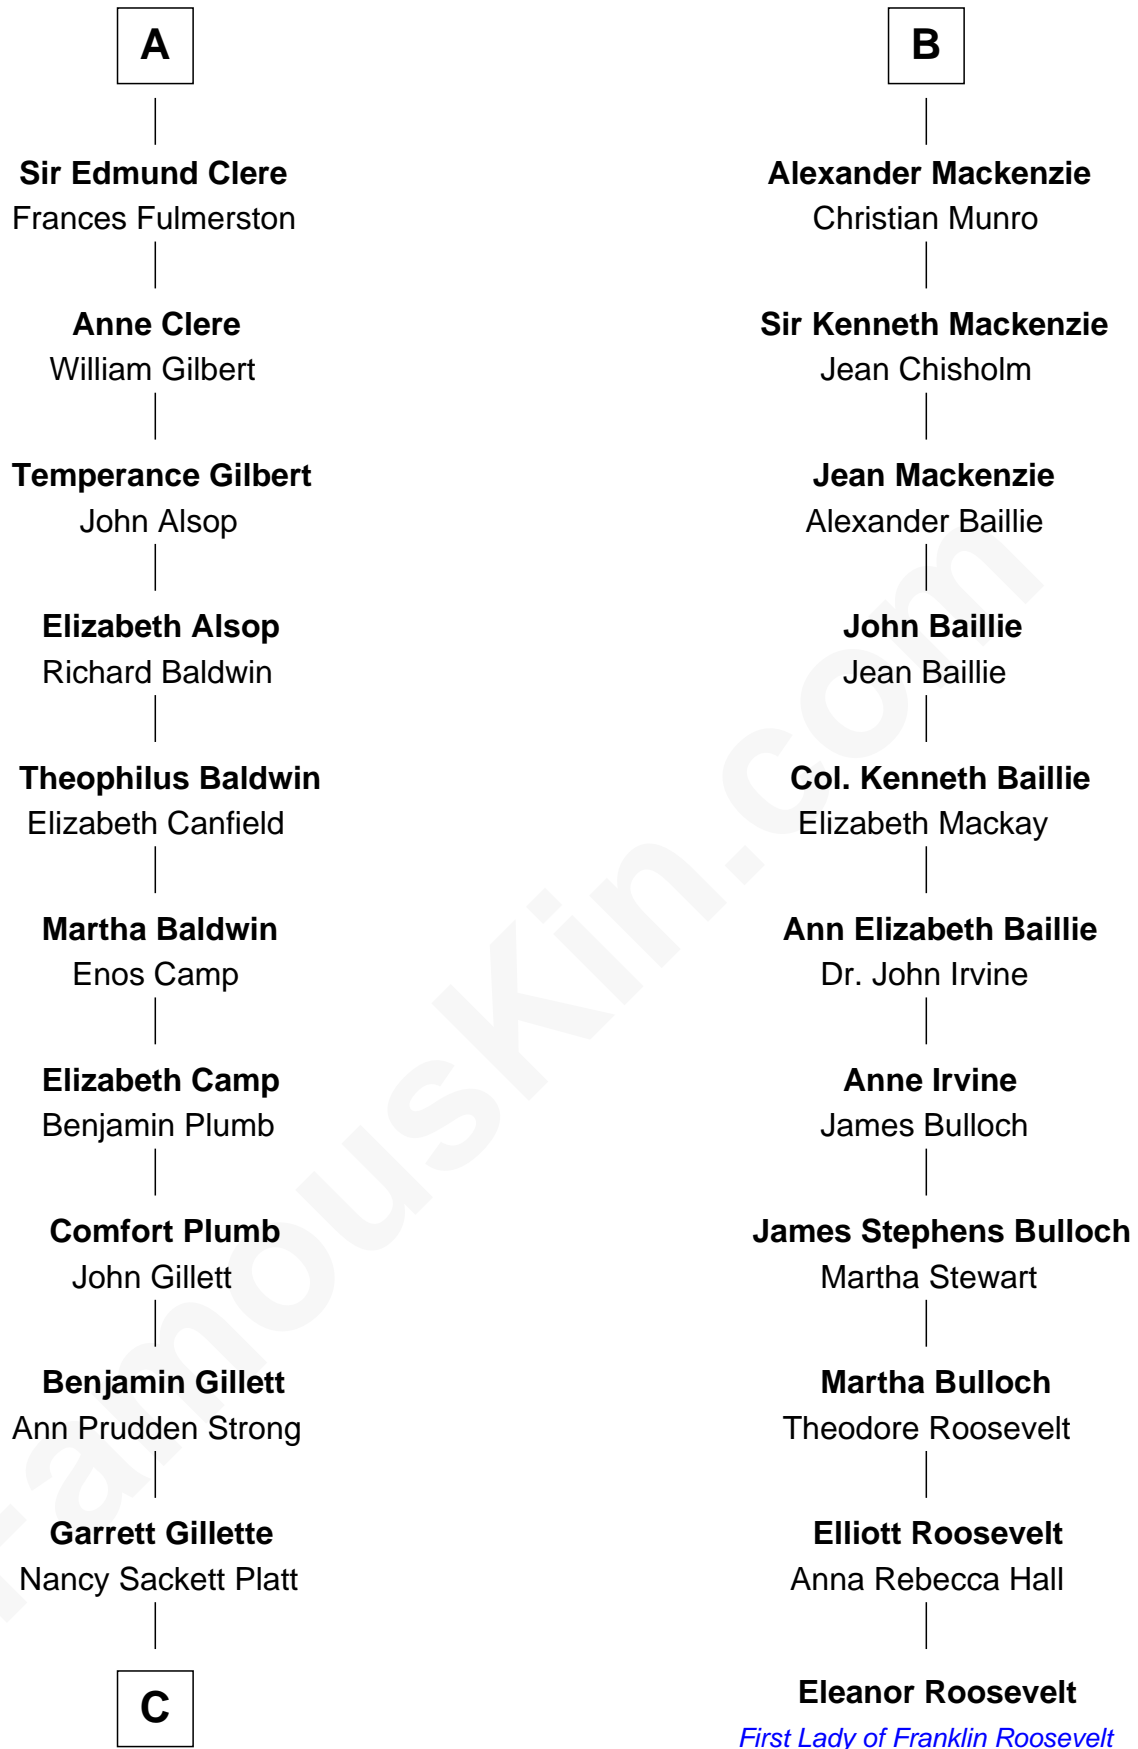 A
Sir Edmund Clere
Frances Fulmerston
Anne Clere
William Gilbert
Temperance Gilbert
John Alsop
Elizabeth Alsop
Richard Baldwin
Theophilus Baldwin
Elizabeth Canfield
Martha Baldwin
Enos Camp
Elizabeth Camp
Benjamin Plumb
Comfort Plumb
John Gillett
Benjamin Gillett
Ann Prudden Strong
Garrett Gillette
Nancy Sackett Platt
C
B
Alexander Mackenzie
Christian Munro
Sir Kenneth Mackenzie
Jean Chisholm
Jean Mackenzie
Alexander Baillie
John Baillie
Jean Baillie
Col. Kenneth Baillie
Elizabeth Mackay
Ann Elizabeth Baillie
Dr. John Irvine
Anne Irvine
James Bulloch
James Stephens Bulloch
Martha Stewart
Martha Bulloch
Theodore Roosevelt
Elliott Roosevelt
Anna Rebecca Hall
Eleanor Roosevelt
First Lady of Franklin Roosevelt
FamousKin.com